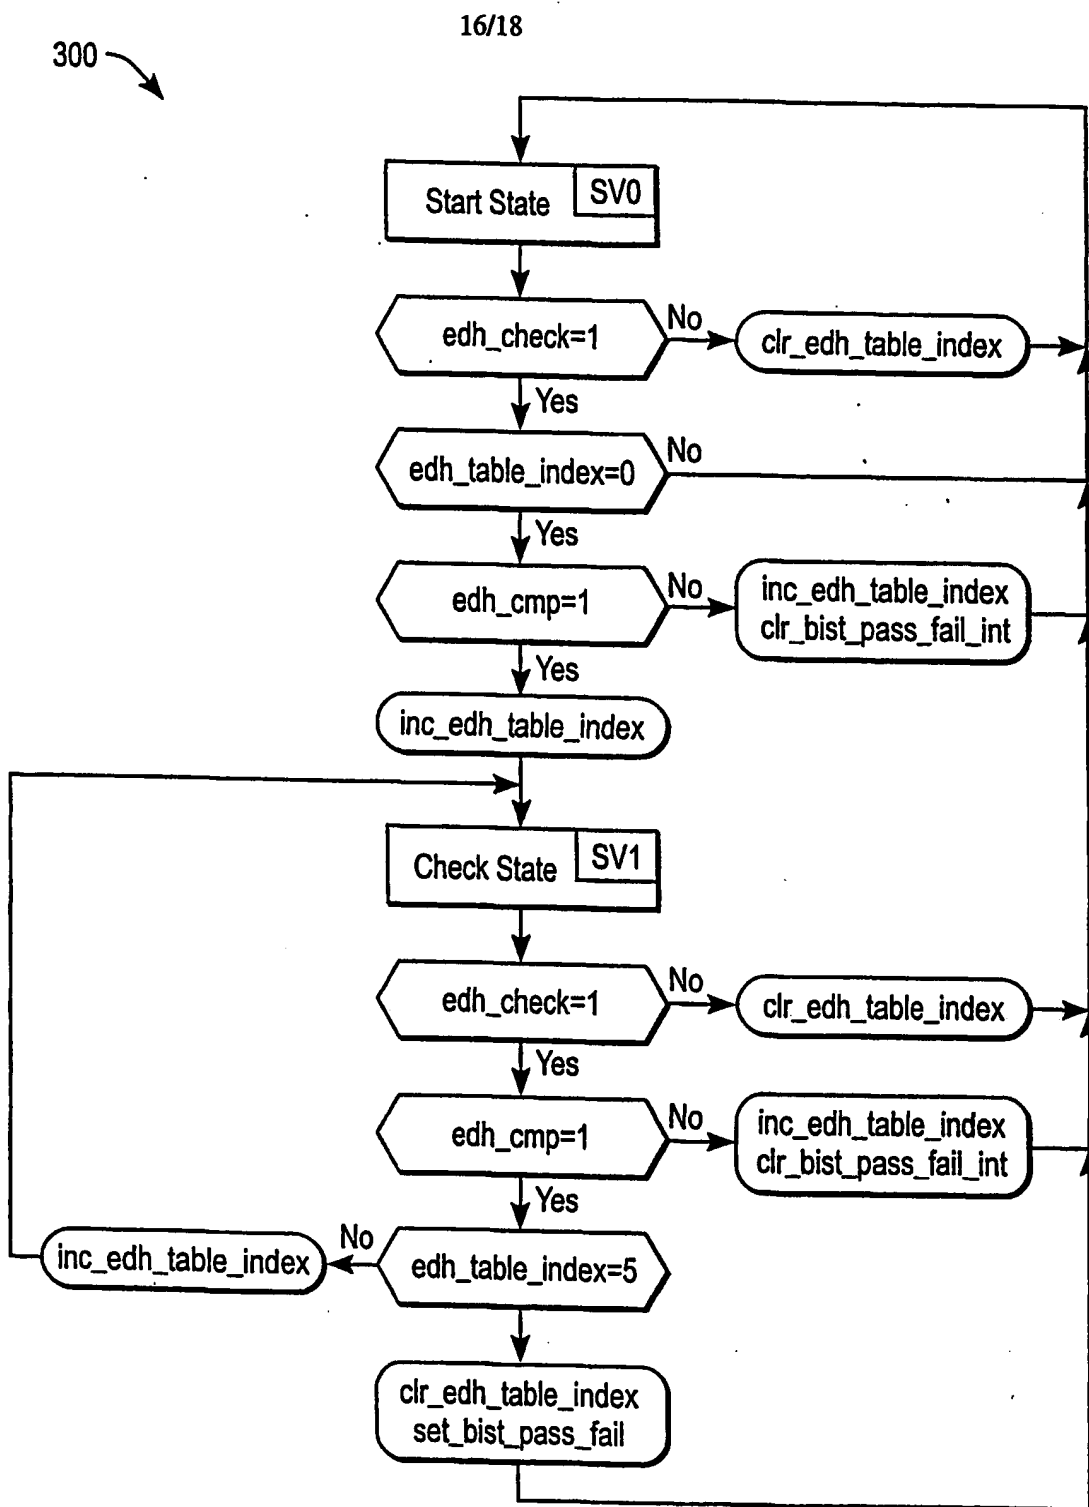 16/18
300
Start State
SV0
edh_check=1
No
clr_edh_table_index
Yes
edh_table_index=0
No
Yes
edh_cmp=1
No
inc_edh_table_index
clr_bist_pass_fail_int
Yes
inc_edh_table_index
Check State
SV1
edh_check=1
No
clr_edh_table_index
Yes
edh_cmp=1
No
inc_edh_table_index
clr_bist_pass_fail_int
Yes
inc_edh_table_index
No
edh_table_index=5
clr_edh_table_index
set_bist_pass_fail